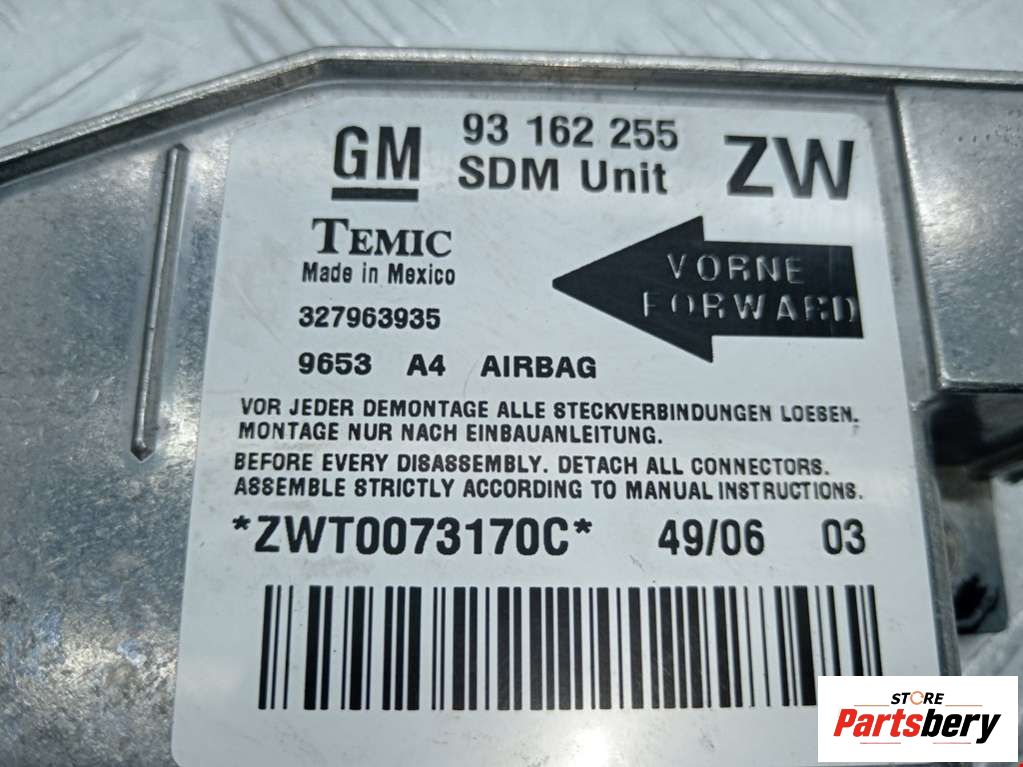 GM 93 162 255 ZW
SDM Unit
TEMIC
Made in Mexico
VORNE
FORWARD
327963935
9653 A4 AIRBAG
VOR JEDER DEMONTAGE ALLE STECKVERBINDUNGEN LOESEN.
MONTAGE NUR NACH EINBAUANLEITUNG.
BEFORE EVERY DISASSEMBLY. DETACH ALL CONNECTORS.
ASSEMBLE STRICTLY ACCORDING TO MANUAL INSTRUCTIONS.
*ZWT0073170C* 49/06 03
STORE
Partsbery